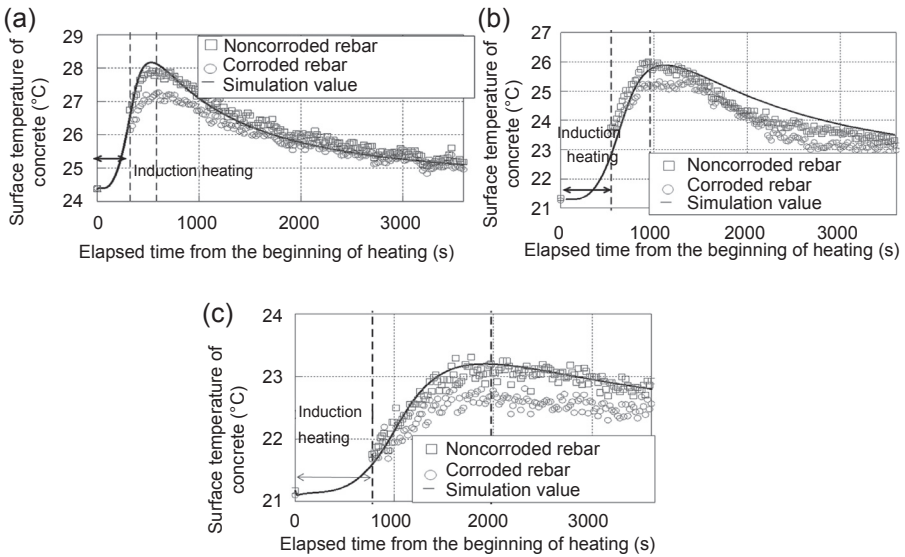 (a)
Surface temperature of
concrete (°C)
29
28
27
26
25
24
Noncorroded rebar
Corroded rebar
Simulation value
Induction heating
0
1000
2000
3000
Elapsed time from the beginning of heating (s)
(b)
Surface temperature of
concrete (°C)
27
26
25
24
23
22
21
Induction
heating
Noncorroded rebar
Corroded rebar
Simulation value
0
1000
2000
3000
Elapsed time from the beginning of heating (s)
(c)
Surface temperature of
concrete (°C)
24
23
22
21
Induction
heating
Noncorroded rebar
Corroded rebar
Simulation value
0
1000
2000
3000
Elapsed time from the beginning of heating (s)